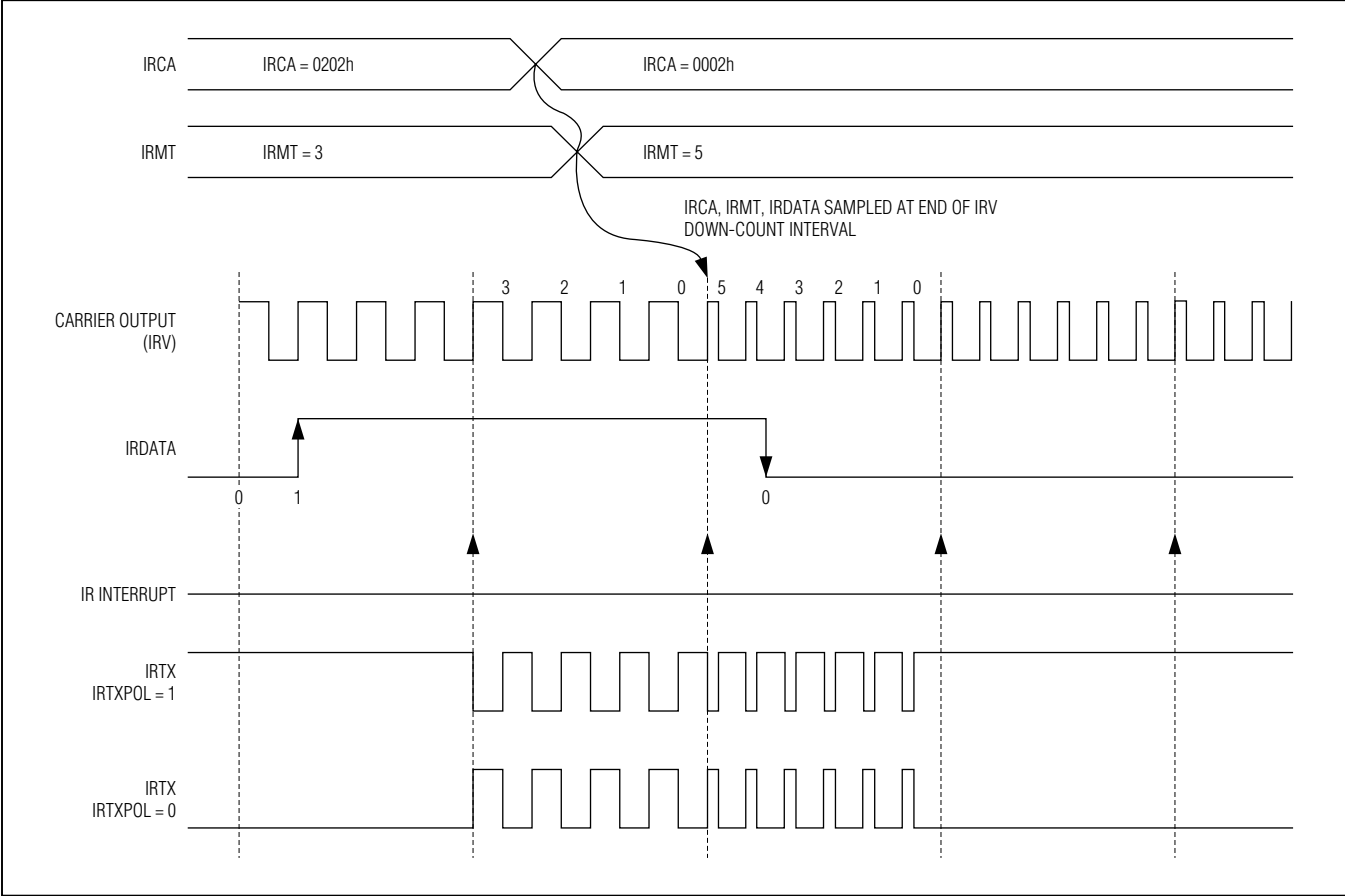 IRCA
IRCA = 0202h
IRCA = 0002h
IRMT
IRMT = 3
IRMT = 5
IRCA, IRMT, IRDATA SAMPLED AT END OF IRV
DOWN-COUNT INTERVAL
3 2 1 0 5 4 3 2 1 0
CARRIER OUTPUT
(IRV)
IRDATA
0 1 0
IR INTERRUPT
IRTX
IRTXPOL = 1
IRTX
IRTXPOL = 0